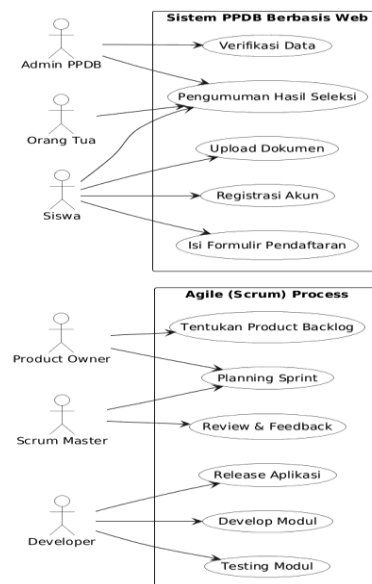 Sistem PPDB Berbasis Web
Admin PPDB
Verifikasi Data
Orang Tua
Pengumuman Hasil Seleksi
Siswa
Upload Dokumen
Registrasi Akun
Isi Formulir Pendaftaran
Agile (Scrum) Process
Product Owner
Tentukan Product Backlog
Planning Sprint
Scrum Master
Review & Feedback
Developer
Release Aplikasi
Develop Modul
Testing Modul